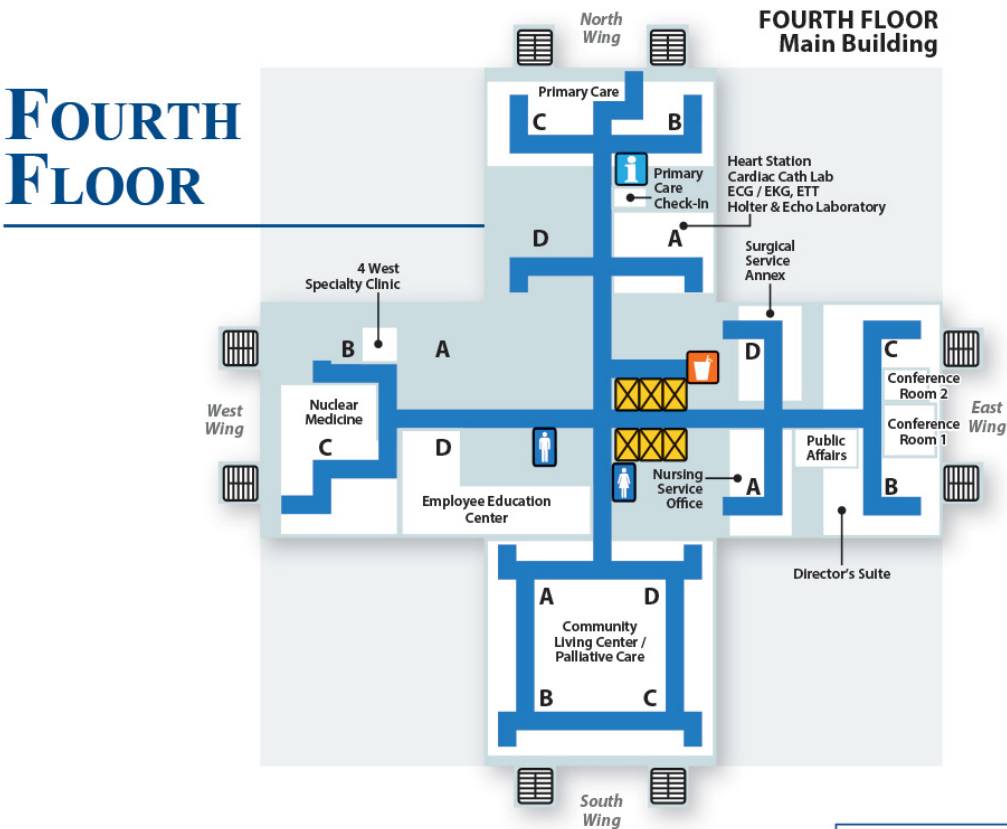 FOURTH
FLOOR
FOURTH FLOOR
Main Building
North
Wing
Primary Care
C
B
Primary
Care
Check-In
Heart Station
Cardiac Cath Lab
ECG / EKG, ETT
Holter & Echo Laboratory
D
A
Surgical
Service
Annex
4 West
Specialty Clinic
B
A
D
C
Conference
Room 2
West
Wing
Nuclear
Medicine
C
D
Conference
Room 1
East
Wing
Public
Affairs
Nursing
Service
Office
A
B
Employee Education
Center
Director's Suite
A
D
Community
Living Center /
Palliative Care
B
C
South
Wing